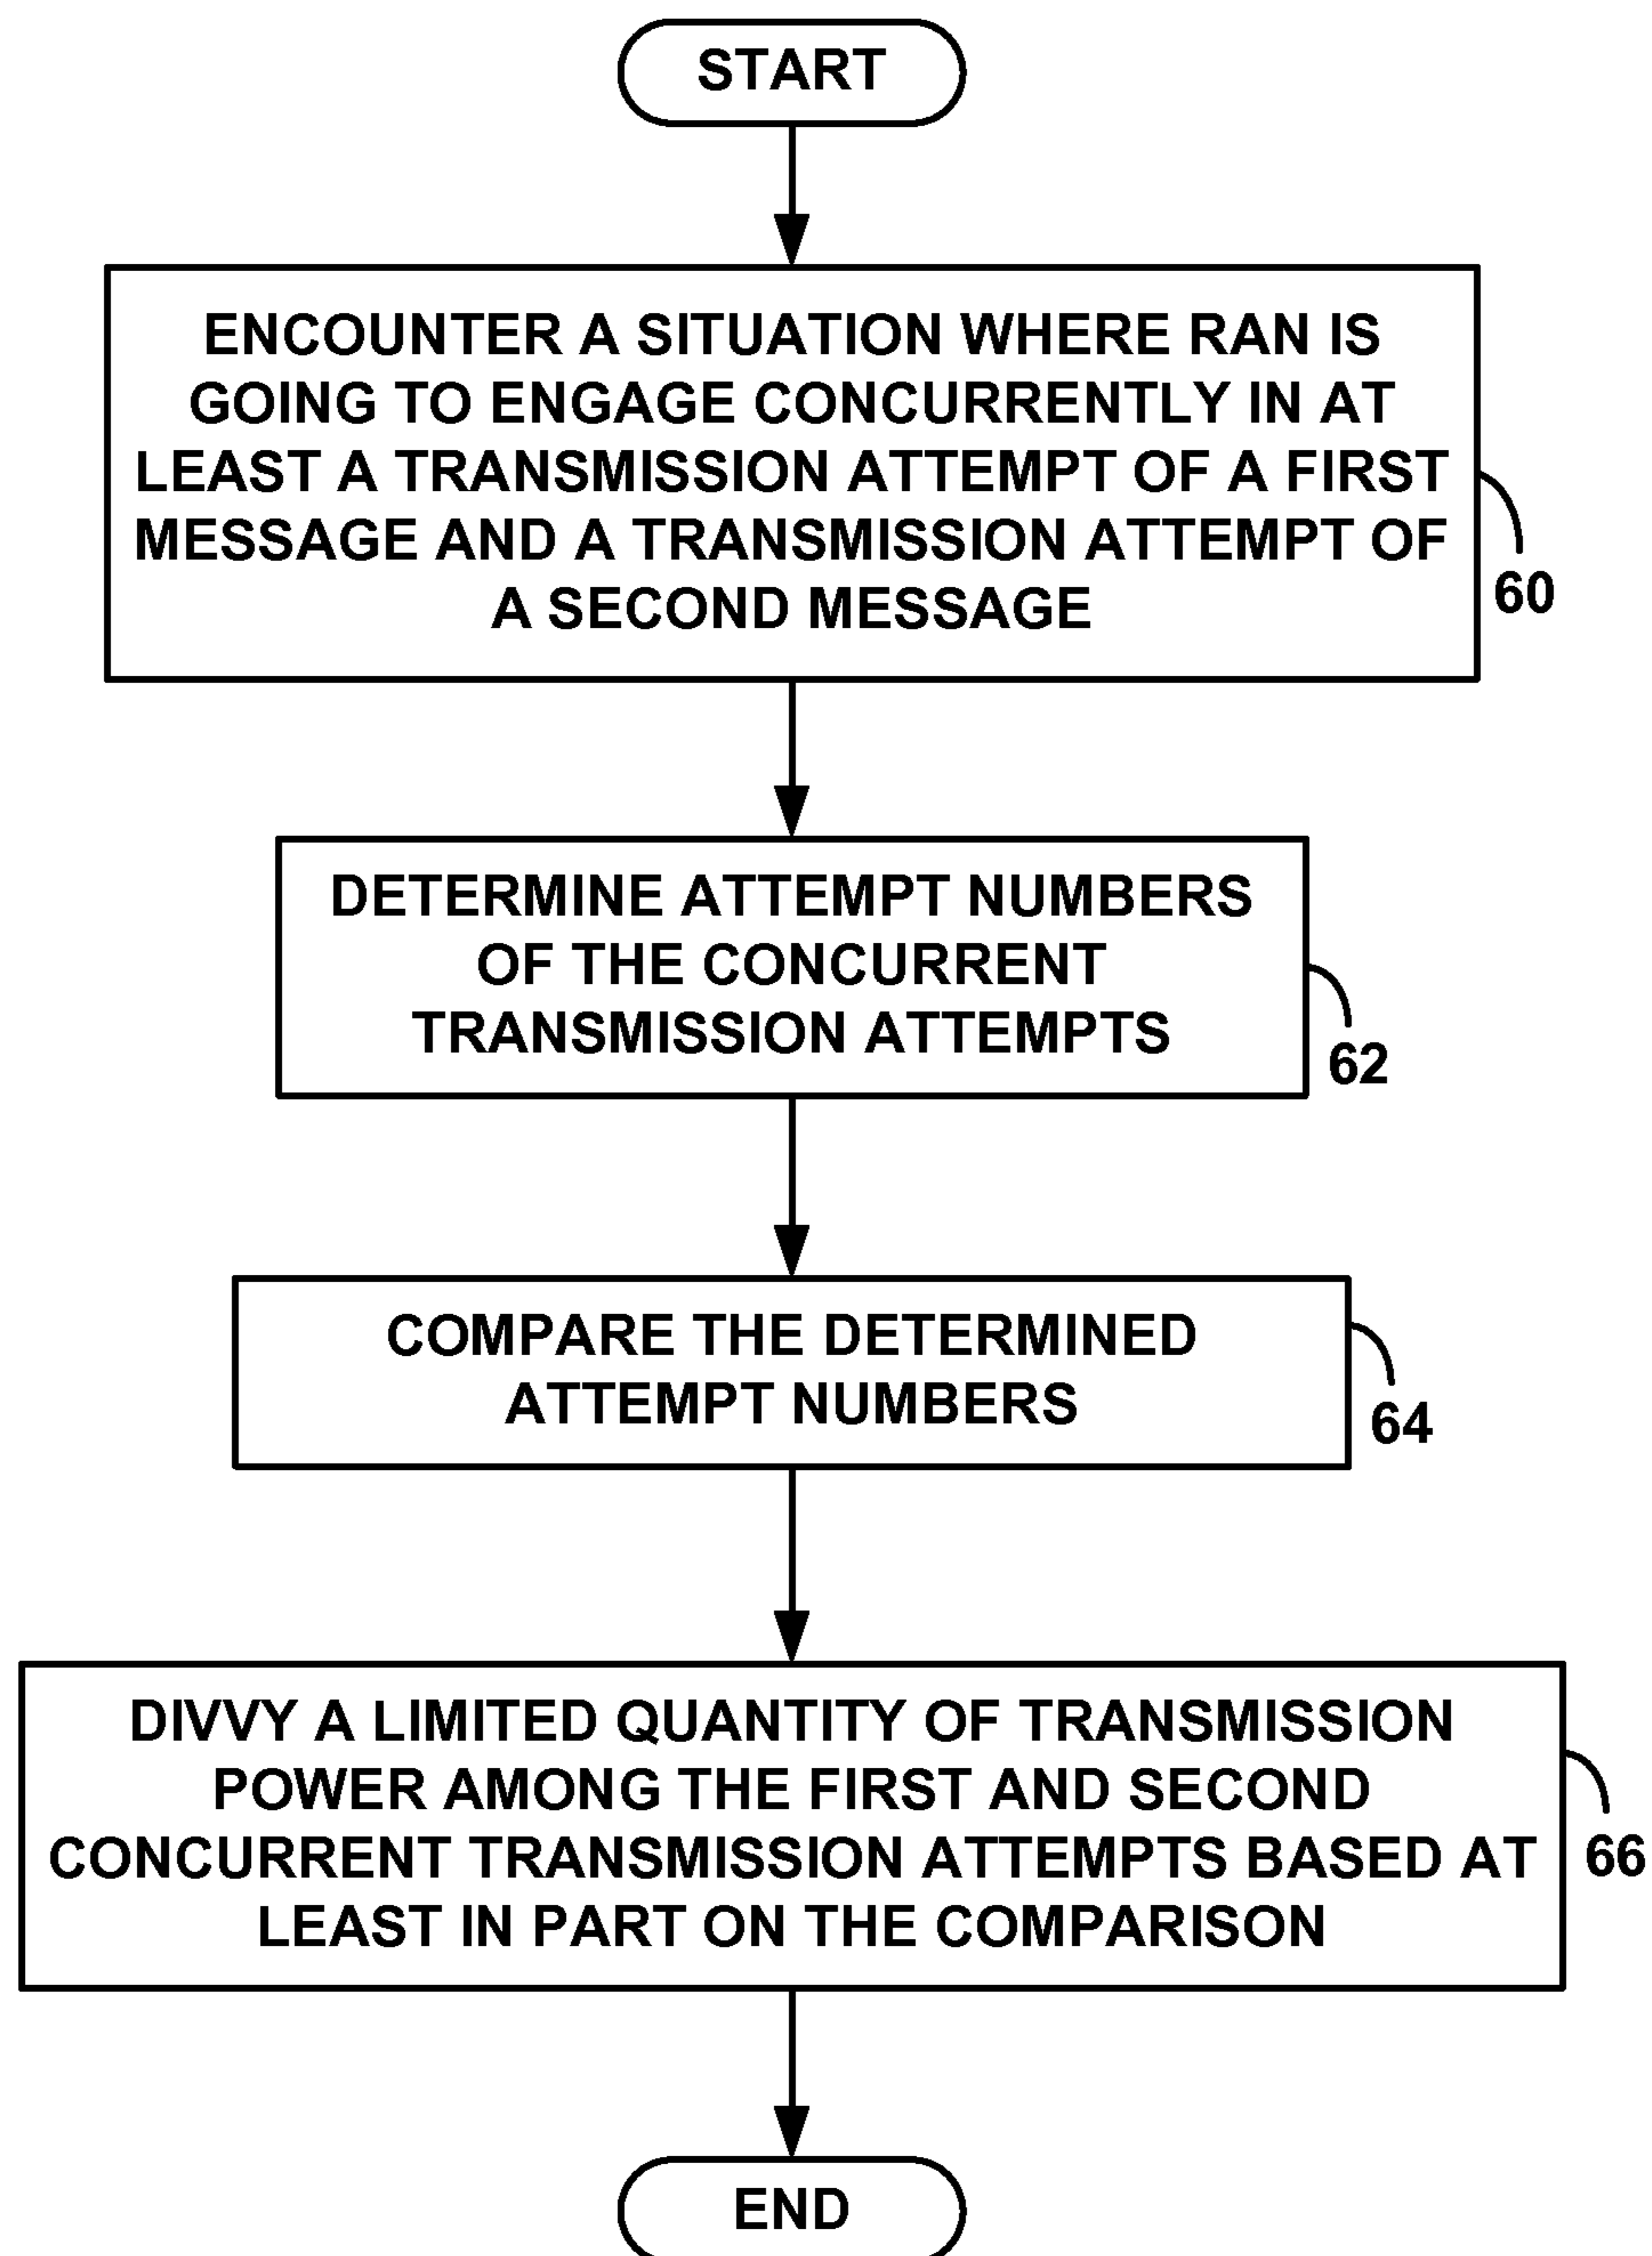 START
ENCOUNTER A SITUATION WHERE RAN IS
GOING TO ENGAGE CONCURRENTLY IN AT
LEAST A TRANSMISSION ATTEMPT OF A FIRST
MESSAGE AND A TRANSMISSION ATTEMPT OF
A SECOND MESSAGE
60
DETERMINE ATTEMPT NUMBERS
OF THE CONCURRENT
TRANSMISSION ATTEMPTS
62
COMPARE THE DETERMINED
ATTEMPT NUMBERS
64
DIVVY A LIMITED QUANTITY OF TRANSMISSION
POWER AMONG THE FIRST AND SECOND
CONCURRENT TRANSMISSION ATTEMPTS BASED AT
LEAST IN PART ON THE COMPARISON
66
END